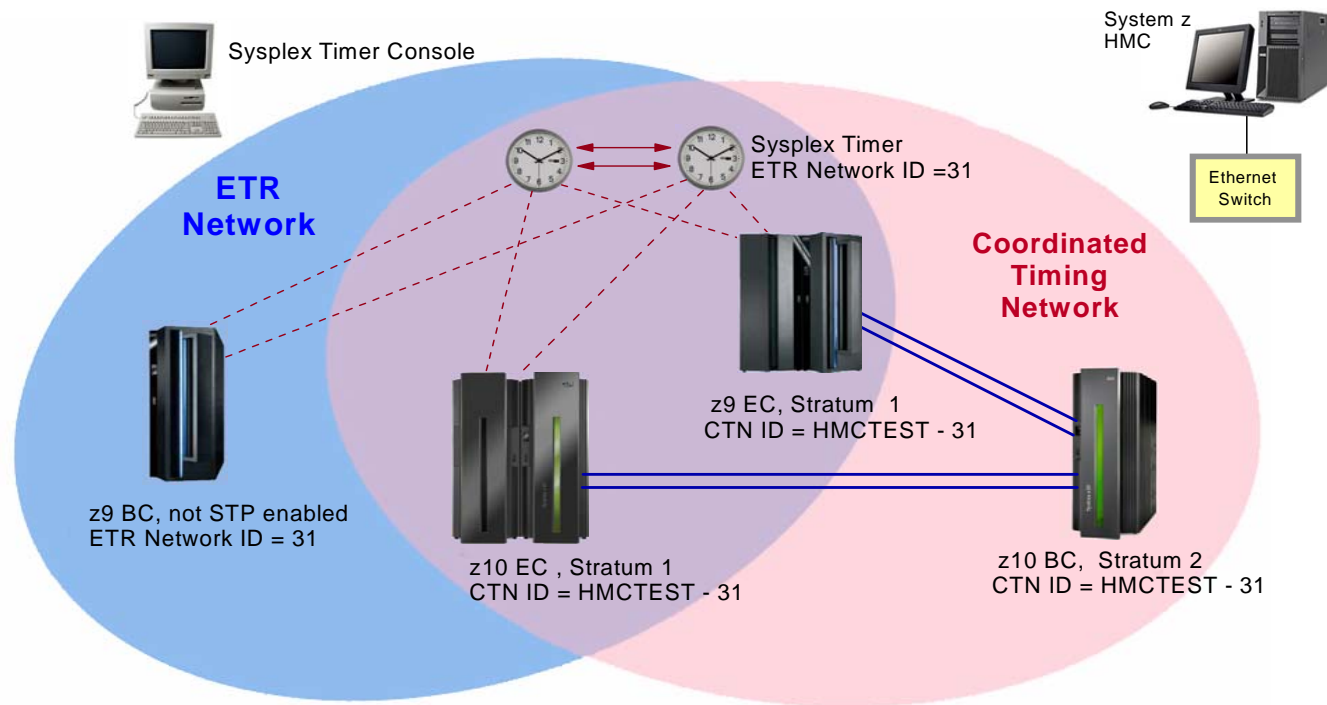 Sysplex Timer Console
System z
HMC
Sysplex Timer
ETR Network ID =31
Ethernet
Switch
ETR
Network
Coordinated
Timing
Network
z9 EC, Stratum 1
CTN ID = HMCTEST - 31
z9 BC, not STP enabled
ETR Network ID = 31
z10 EC , Stratum 1
CTN ID = HMCTEST - 31
z10 BC, Stratum 2
CTN ID = HMCTEST - 31